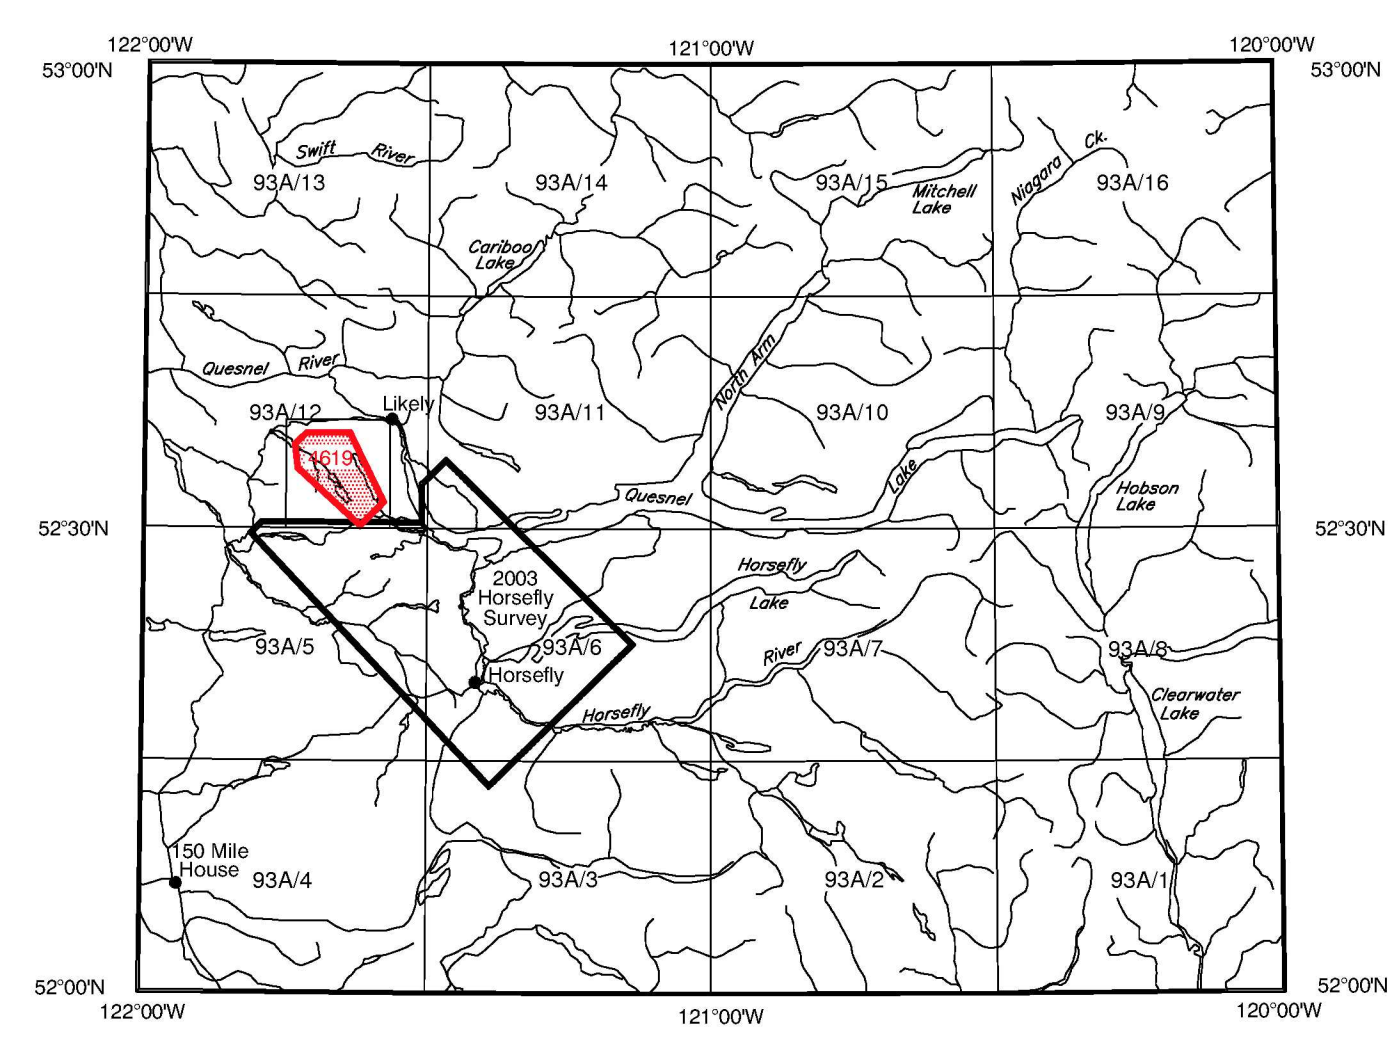 122°00'W
121°00'W
120°00'W
53°00'N
53°00'N
Swift River
Niagara Ck.
93A/13
93A/14
93A/15
93A/16
Mitchell
Lake
Cariboo
Lake
North Arm
Quesnel River
93A/12
Likely
93A/11
93A/10
93A/9
4619
Lake
Quesnel
Hobson
Lake
52°30'N
52°30'N
Horsefly
Lake
2003
Horsefly
Survey
93A/5
93A/6
River
93A/7
93A/8
Horsefly
Horsefly
Clearwater
Lake
150 Mile
House
93A/4
93A/3
93A/2
93A/1
52°00'N
52°00'N
122°00'W
121°00'W
120°00'W